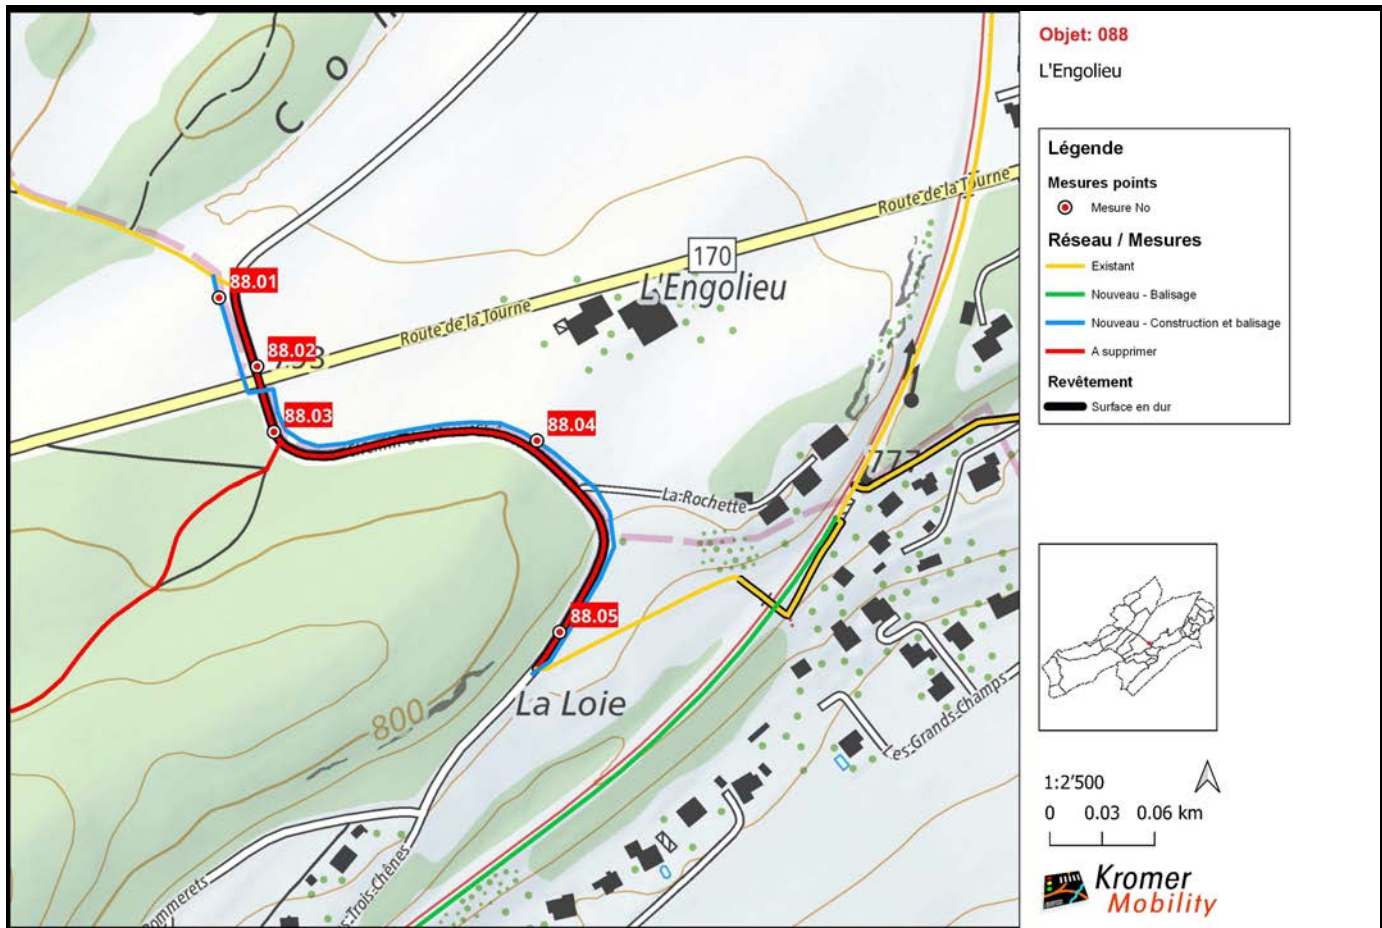 C o
Route de la Tourne
170
L'Engolieu
88.01
Route de la Tourne
88.02
88.03
88.04
777
La Rochette
88.05
La Loie
800
Les Grands-Champs
Objet: 088
L'Engolieu
Légende
Mesures points
Mesure No
Réseau / Mesures
Existant
Nouveau - Balisage
Nouveau - Construction et balisage
A supprimer
Revêtement
Surface en dur
1:2'500
0 0.03 0.06 km
Kromer
Mobility